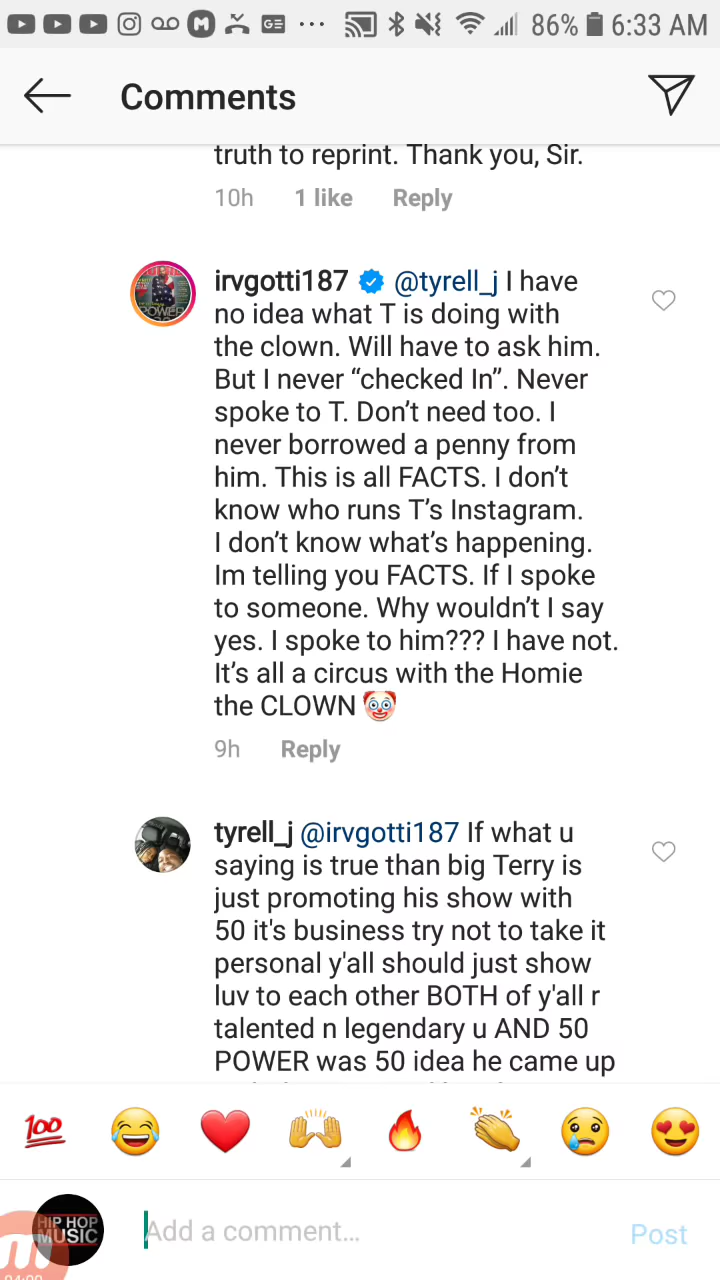 86% 6:33 AM
Comments
truth to reprint. Thank you, Sir.
10h 1 like Reply
irvgotti187 @tyrell_j I have
no idea what T is doing with
the clown. Will have to ask him.
But I never “checked In”. Never
spoke to T. Don’t need too. I
never borrowed a penny from
him. This is all FACTS. I don’t
know who runs T’s Instagram.
I don’t know what’s happening.
Im telling you FACTS. If I spoke
to someone. Why wouldn’t I say
yes. I spoke to him??? I have not.
It’s all a circus with the Homie
the CLOWN 🤡
9h Reply
tyrell_j @irvgotti187 If what u
saying is true than big Terry is
just promoting his show with
50 it's business try not to take it
personal y'all should just show
luv to each other BOTH of y'all r
talented n legendary u AND 50
POWER was 50 idea he came up
💯 😂 ❤️ 🙌 🔥 👏 😢 😍
HIP HOP
MUSIC
Add a comment... Post